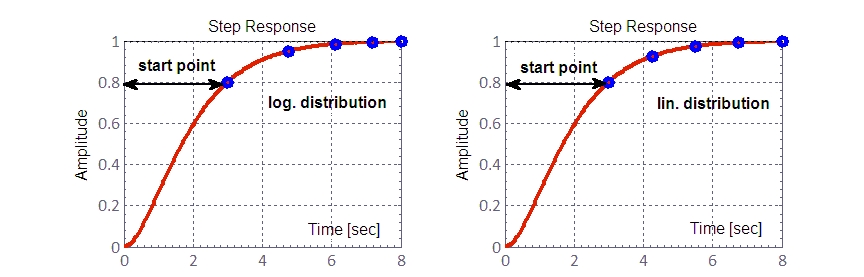 Step Response
1
0.8
0.6
0.4
0.2
0
Amplitude
start point
log. distribution
Time [sec]
0 2 4 6 8
Step Response
1
0.8
0.6
0.4
0.2
0
Amplitude
start point
lin. distribution
Time [sec]
0 2 4 6 8